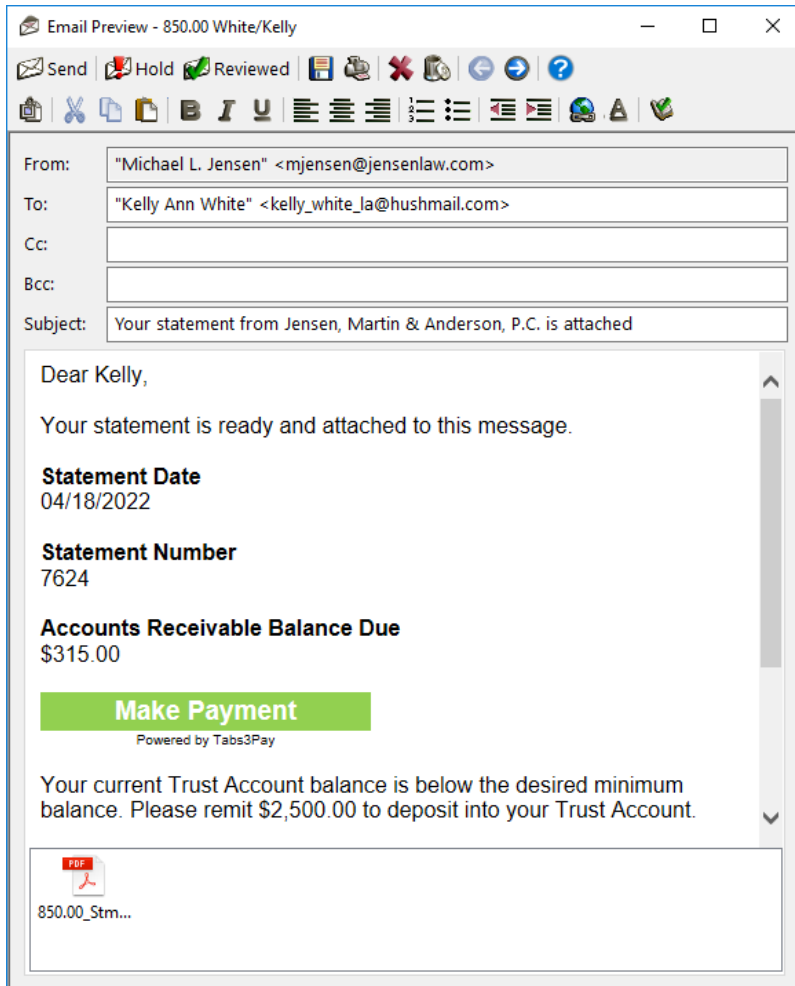 Email Preview - 850.00 White/Kelly
Send Hold Reviewed
B I U A
From: "Michael L. Jensen" <mjensen@jensenlaw.com>
To: "Kelly Ann White" <kelly_white_la@hushmail.com>
Cc:
Bcc:
Subject: Your statement from Jensen, Martin & Anderson, P.C. is attached
Dear Kelly,
Your statement is ready and attached to this message.
Statement Date
04/18/2022
Statement Number
7624
Accounts Receivable Balance Due
$315.00
Make Payment
Powered by Tabs3Pay
Your current Trust Account balance is below the desired minimum
balance. Please remit $2,500.00 to deposit into your Trust Account.
PDF
850.00_Stm...